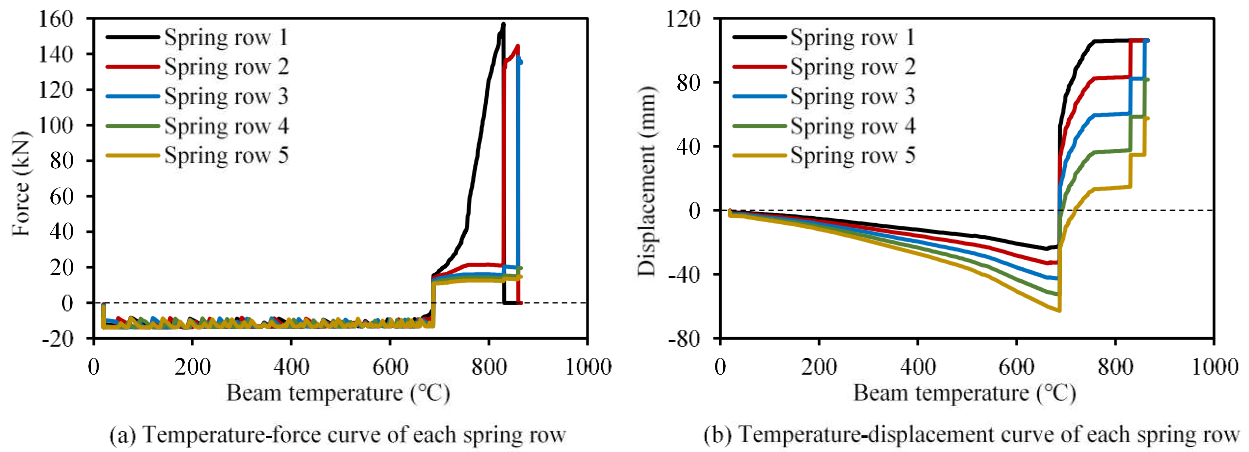 160
140
120
100
80
60
40
20
0
-20
Force (kN)
Spring row 1
Spring row 2
Spring row 3
Spring row 4
Spring row 5
0 200 400 600 800 1000
Beam temperature (℃)
(a) Temperature-force curve of each spring row
120
80
40
0
-40
-80
Displacement (mm)
Spring row 1
Spring row 2
Spring row 3
Spring row 4
Spring row 5
0 200 400 600 800 1000
Beam temperature (℃)
(b) Temperature-displacement curve of each spring row